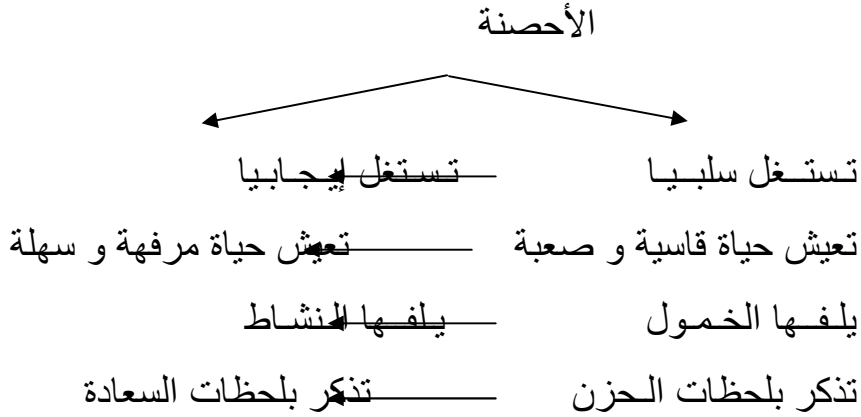 الأحصنة
تستغل سلبيا تستغل إيجابيا
تعيش حياة قاسية و صعبة تعيش حياة مرفهة و سهلة
يلفها الخمول يلفها النشاط
تذكر بلحظات الحزن تذكر بلحظات السعادة